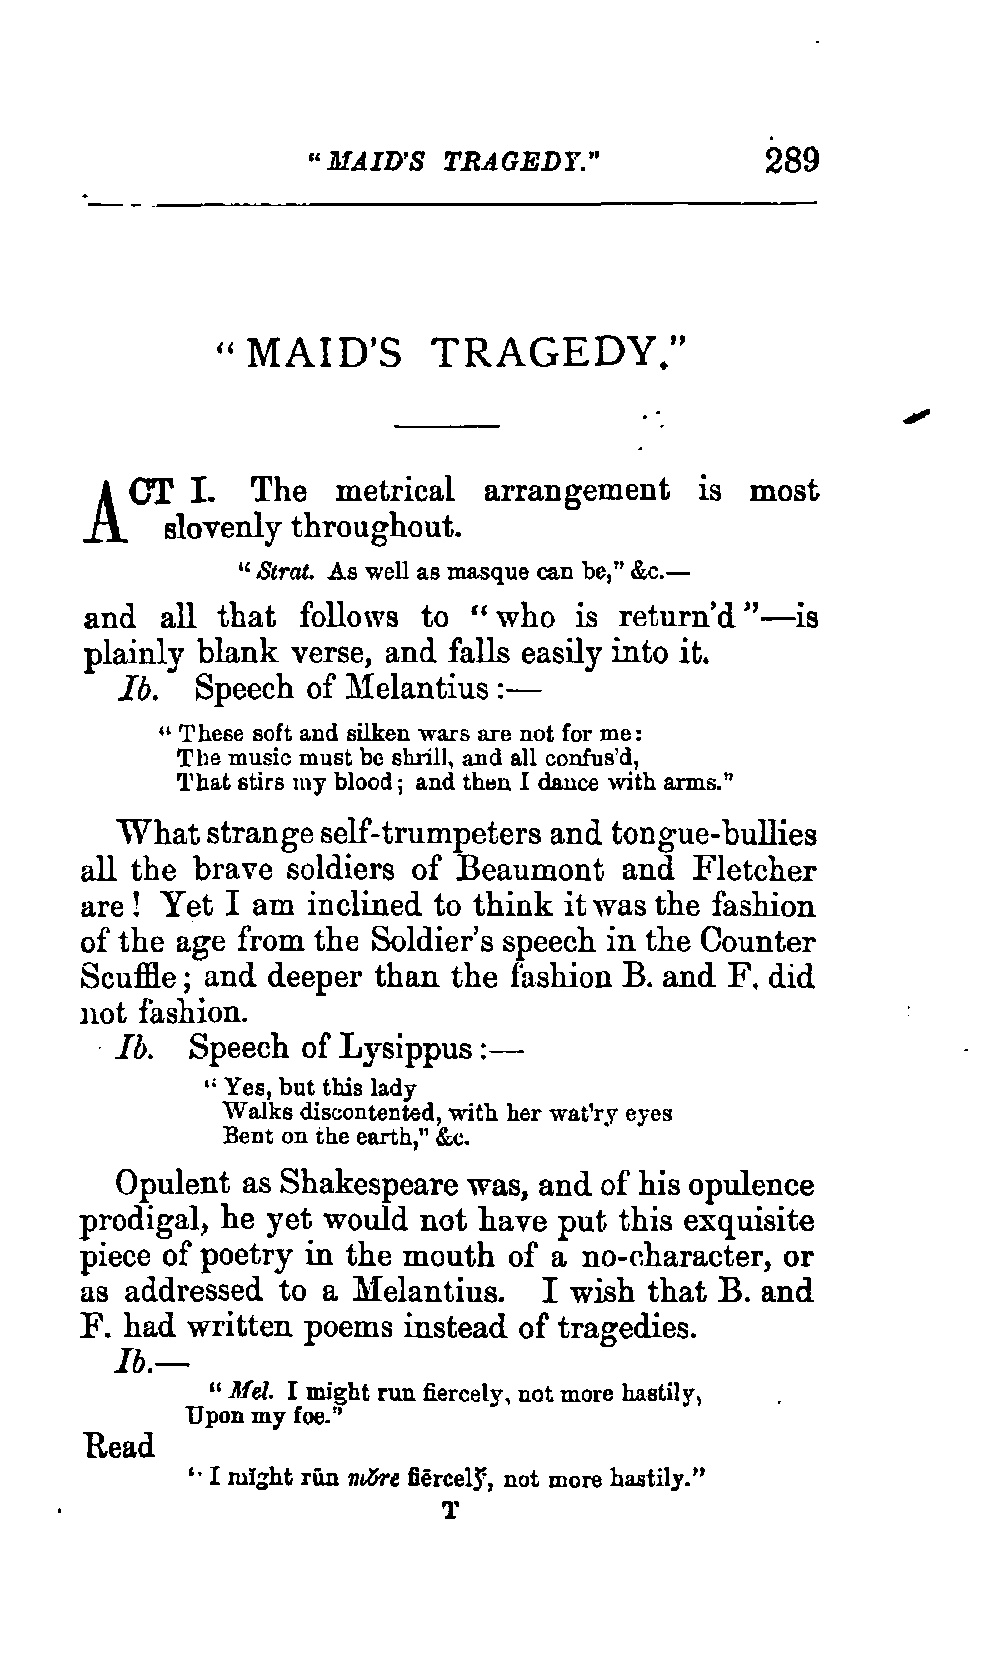 "MAID'S TRAGEDY." 289
"MAID'S TRAGEDY."
ACT I. The metrical arrangement is most
slovenly throughout.
"Strat. As well as masque can be," &c.—
and all that follows to "who is return'd"—is
plainly blank verse, and falls easily into it.
Ib. Speech of Melantius:—
"These soft and silken wars are not for me:
The music must be shrill, and all confus'd,
That stirs my blood; and then I dance with arms."
What strange self-trumpeters and tongue-bullies
all the brave soldiers of Beaumont and Fletcher
are! Yet I am inclined to think it was the fashion
of the age from the Soldier's speech in the Counter
Scuffle; and deeper than the fashion B. and F. did
not fashion.
Ib. Speech of Lysippus:—
"Yes, but this lady
Walks discontented, with her wat'ry eyes
Bent on the earth," &c.
Opulent as Shakespeare was, and of his opulence
prodigal, he yet would not have put this exquisite
piece of poetry in the mouth of a no-character, or
as addressed to a Melantius. I wish that B. and
F. had written poems instead of tragedies.
Ib.—
"Mel. I might run fiercely, not more hastily,
Upon my foe."
Read
"I mĭght rūn mŏre fiērcely̆, not more hastily."
T